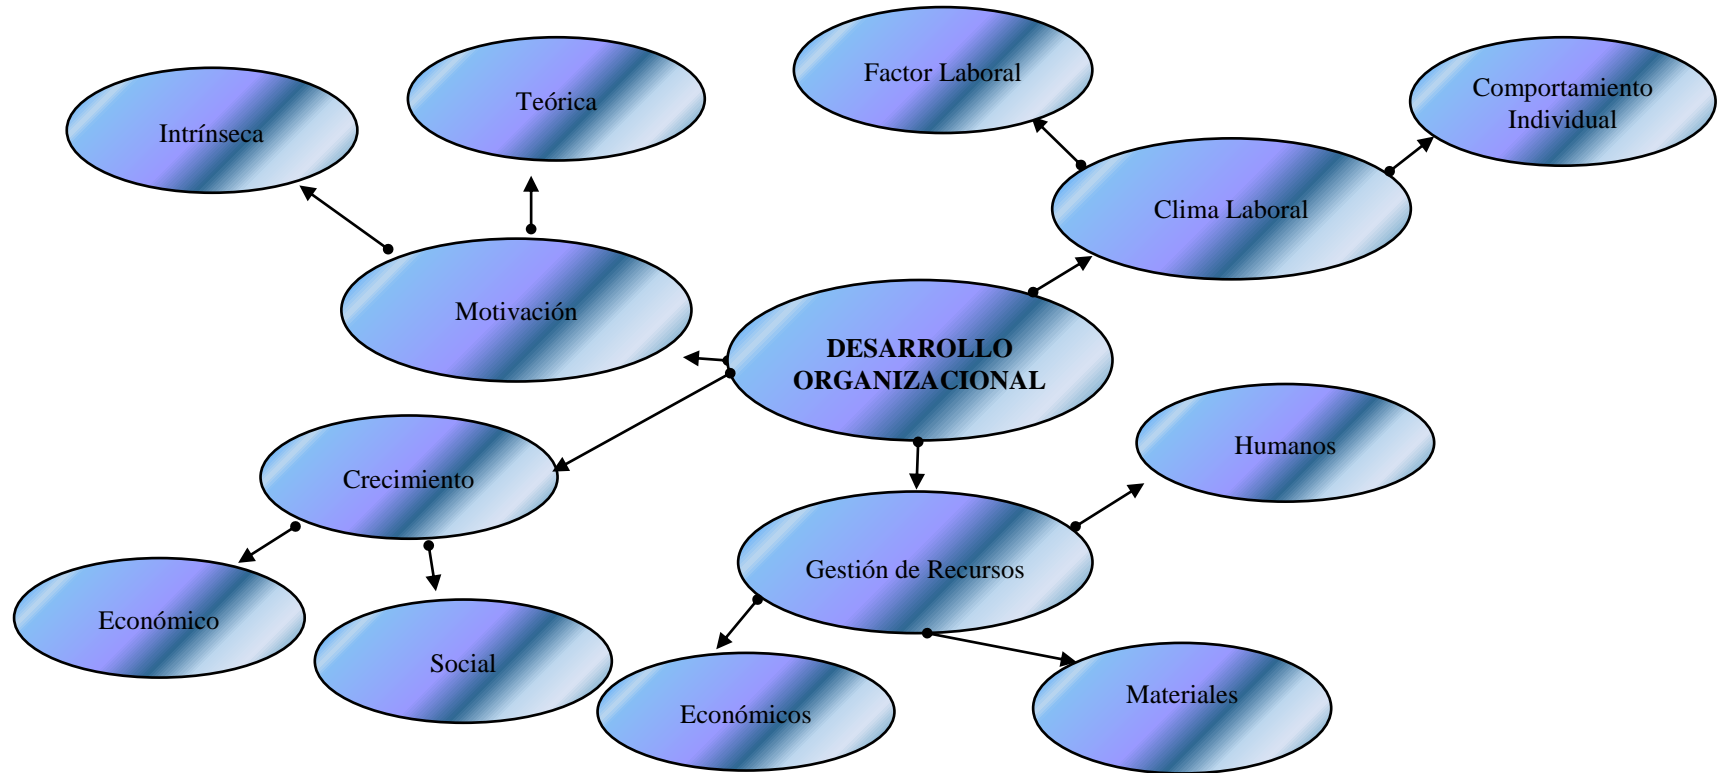 Factor Laboral
Comportamiento
Individual
Teórica
Intrínseca
Clima Laboral
Motivación
DESARROLLO
ORGANIZACIONAL
Humanos
Crecimiento
Gestión de Recursos
Económico
Social
Materiales
Económicos